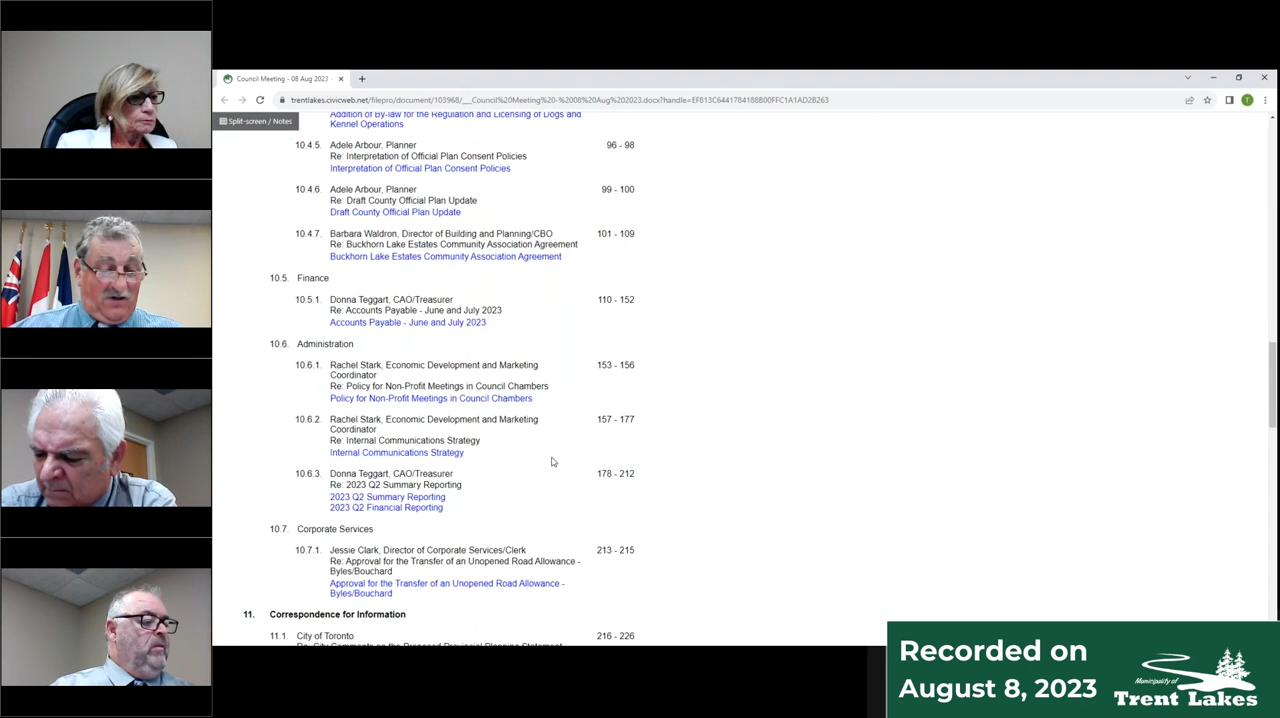 Council Meeting - 08 Aug 2023
trentlakes.civicweb.net/filepro/document/103968/__Council%20Meeting%20-%2008%20Aug%202023.docx?handle=EF813C6441784188B00FFC1A1AD2B263
T
Split-screen / Notes
Addition of By-law for the Regulation and Licensing of Dogs and
Kennel Operations
10.4.5. Adele Arbour, Planner 96 - 98
Re: Interpretation of Official Plan Consent Policies
Interpretation of Official Plan Consent Policies
10.4.6. Adele Arbour, Planner 99 - 100
Re: Draft County Official Plan Update
Draft County Official Plan Update
10.4.7. Barbara Waldron, Director of Building and Planning/CBO 101 - 109
Re: Buckhorn Lake Estates Community Association Agreement
Buckhorn Lake Estates Community Association Agreement
10.5. Finance
10.5.1. Donna Teggart, CAO/Treasurer 110 - 152
Re: Accounts Payable - June and July 2023
Accounts Payable - June and July 2023
10.6. Administration
10.6.1. Rachel Stark, Economic Development and Marketing 153 - 156
Coordinator
Re: Policy for Non-Profit Meetings in Council Chambers
Policy for Non-Profit Meetings in Council Chambers
10.6.2. Rachel Stark, Economic Development and Marketing 157 - 177
Coordinator
Re: Internal Communications Strategy
Internal Communications Strategy
10.6.3. Donna Teggart, CAO/Treasurer 178 - 212
Re: 2023 Q2 Summary Reporting
2023 Q2 Summary Reporting
2023 Q2 Financial Reporting
10.7. Corporate Services
10.7.1. Jessie Clark, Director of Corporate Services/Clerk 213 - 215
Re: Approval for the Transfer of an Unopened Road Allowance -
Byles/Bouchard
Approval for the Transfer of an Unopened Road Allowance -
Byles/Bouchard
11. Correspondence for Information
11.1. City of Toronto 216 - 226
Re: City Comments on the Proposed Provincial Planning Statement
Recorded on
August 8, 2023
Municipality of
Trent Lakes